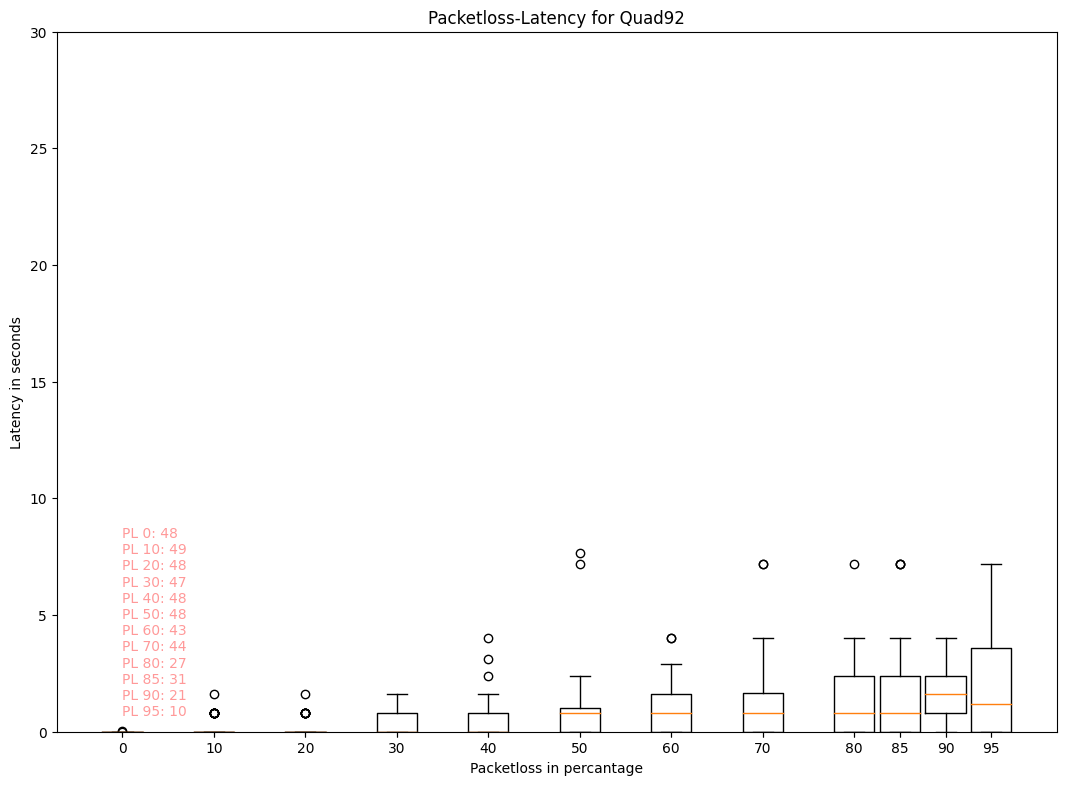 Packetloss-Latency for Quad92
30
25
20
15
10
5
0
Latency in seconds
PL 0: 48
PL 10: 49
PL 20: 48
PL 30: 47
PL 40: 48
PL 50: 48
PL 60: 43
PL 70: 44
PL 80: 27
PL 85: 31
PL 90: 21
PL 95: 10
0 10 20 30 40 50 60 70 80 85 90 95
Packetloss in percantage